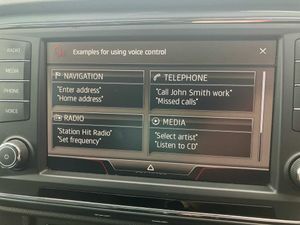 Examples for using voice control
NAVIGATION
"Enter address"
"Home address"
TELEPHONE
"Call John Smith work"
"Missed calls"
RADIO
"Station Hit Radio"
"Set frequency"
MEDIA
"Select artist"
"Listen to CD"
RADIO
MEDIA
PHONE
VOICE